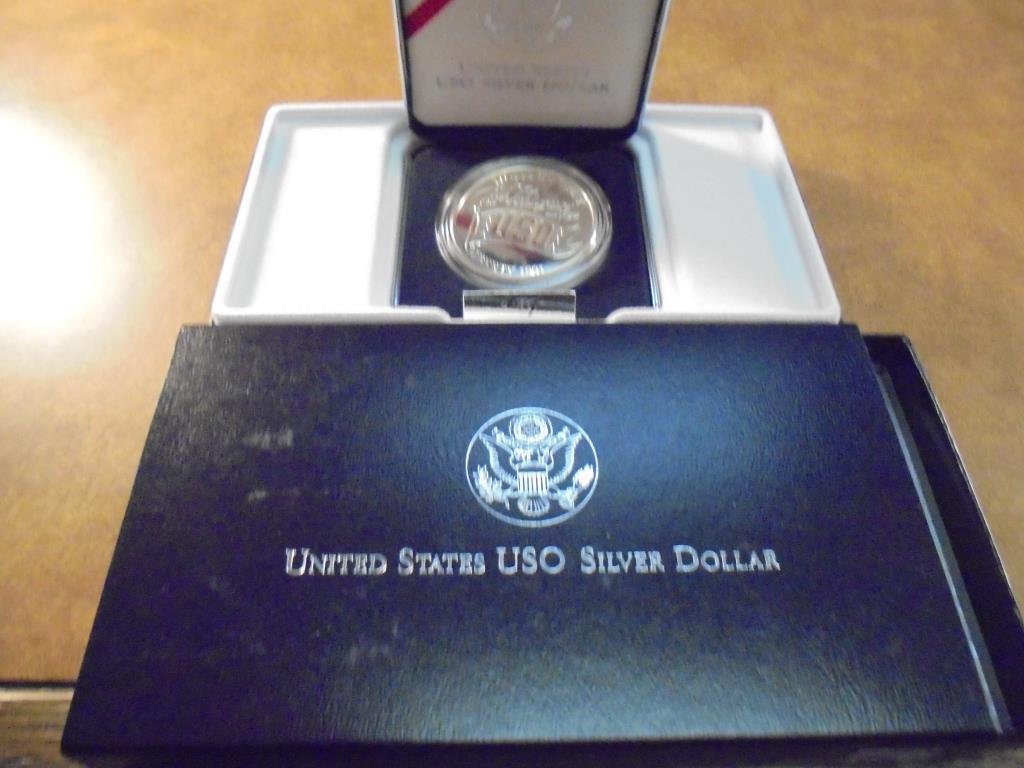 UNITED STATES
USO SILVER DOLLAR
USO
UNITED STATES USO SILVER DOLLAR